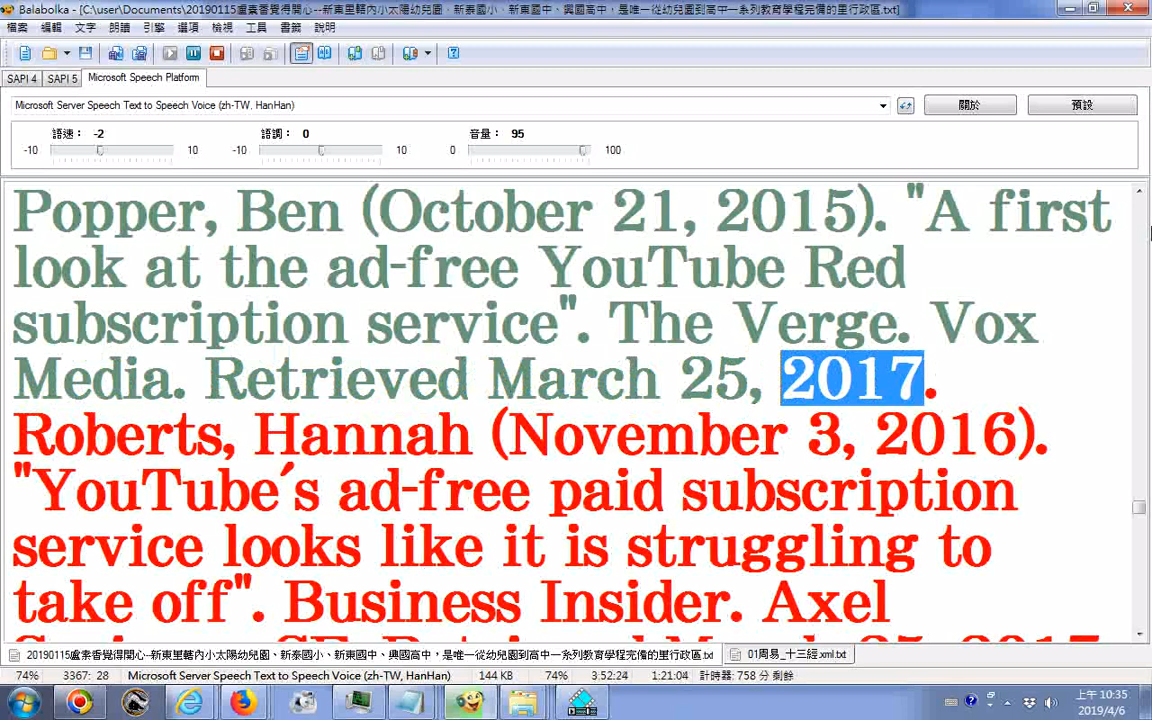 Balabolka - [C:\user\Documents\20190115盧素香覺得開心--新東里轄內小太陽幼兒園、新泰國小、新東國中、興國高中，是唯一從幼兒園到高中一系列教育學程完備的里行政區.txt]
檔案 編輯 文字 朗讀 引擎 選項 檢視 工具 書籤 說明
SAPI 4 SAPI 5 Microsoft Speech Platform
Microsoft Server Speech Text to Speech Voice (zh-TW, HanHan) 關於 預設
語速： -2 語調： 0 音量： 95
-10 10 -10 10 0 100
Popper, Ben (October 21, 2015). "A first
look at the ad-free YouTube Red
subscription service". The Verge. Vox
Media. Retrieved March 25, 2017.
Roberts, Hannah (November 3, 2016).
"YouTube's ad-free paid subscription
service looks like it is struggling to
take off". Business Insider. Axel
20190115盧素香覺得開心--新東里轄內小太陽幼兒園、新泰國小、新東國中、興國高中，是唯一從幼兒園到高中一系列教育學程完備的里行政區.txt 01周易_十三經.xml.txt
74% 3367: 28 Microsoft Server Speech Text to Speech Voice (zh-TW, HanHan) 144 KB 74% 3:52:24 1:21:04 計時器: 758 分 剩餘
上午 10:35
2019/4/6